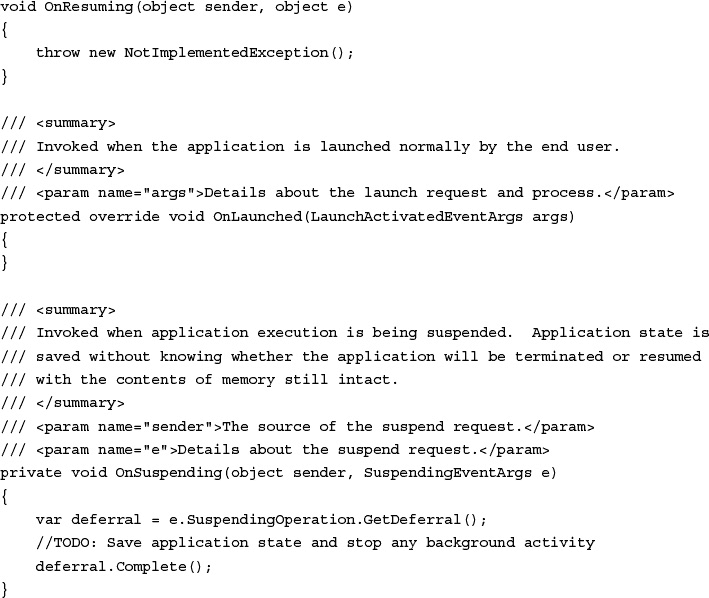 void OnResuming(object sender, object e)
{
    throw new NotImplementedException();
}

/// <summary>
/// Invoked when the application is launched normally by the end user.
/// </summary>
/// <param name="args">Details about the launch request and process.</param>
protected override void OnLaunched(LaunchActivatedEventArgs args)
{
}

/// <summary>
/// Invoked when application execution is being suspended.  Application state is
/// saved without knowing whether the application will be terminated or resumed
/// with the contents of memory still intact.
/// </summary>
/// <param name="sender">The source of the suspend request.</param>
/// <param name="e">Details about the suspend request.</param>
private void OnSuspending(object sender, SuspendingEventArgs e)
{
    var deferral = e.SuspendingOperation.GetDeferral();
    //TODO: Save application state and stop any background activity
    deferral.Complete();
}